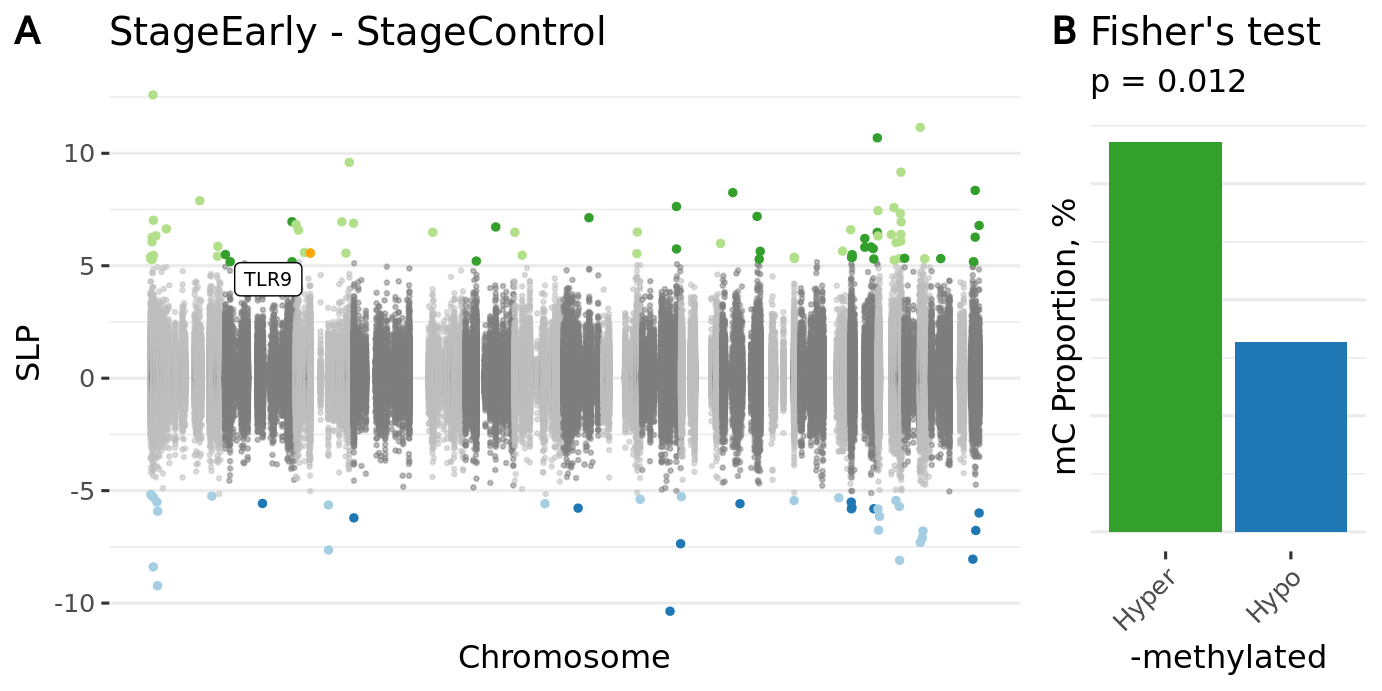 A StageEarly - StageControl
SLP
10
5
0
-5
-10
TLR9
Chromosome
B Fisher's test
p = 0.012
mC Proportion, %
Hyper
Hypo
-methylated